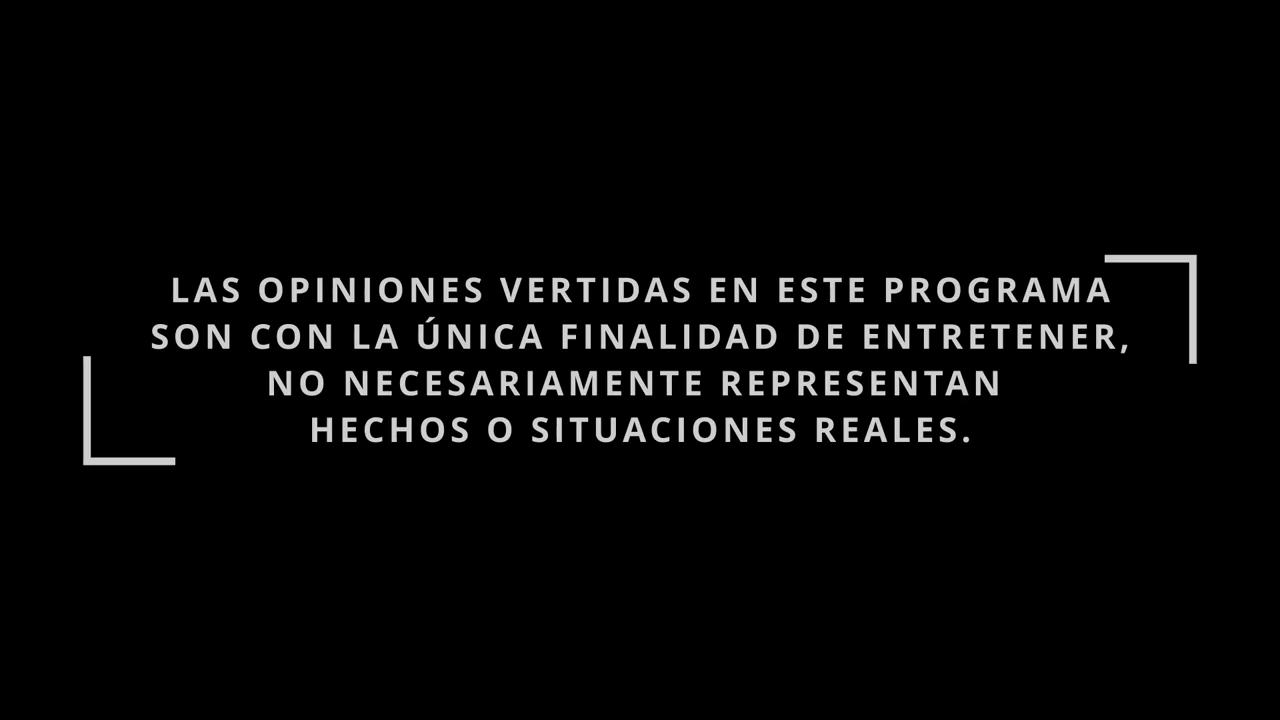 LAS OPINIONES VERTIDAS EN ESTE PROGRAMA
SON CON LA ÚNICA FINALIDAD DE ENTRETENER,
NO NECESARIAMENTE REPRESENTAN
HECHOS O SITUACIONES REALES.